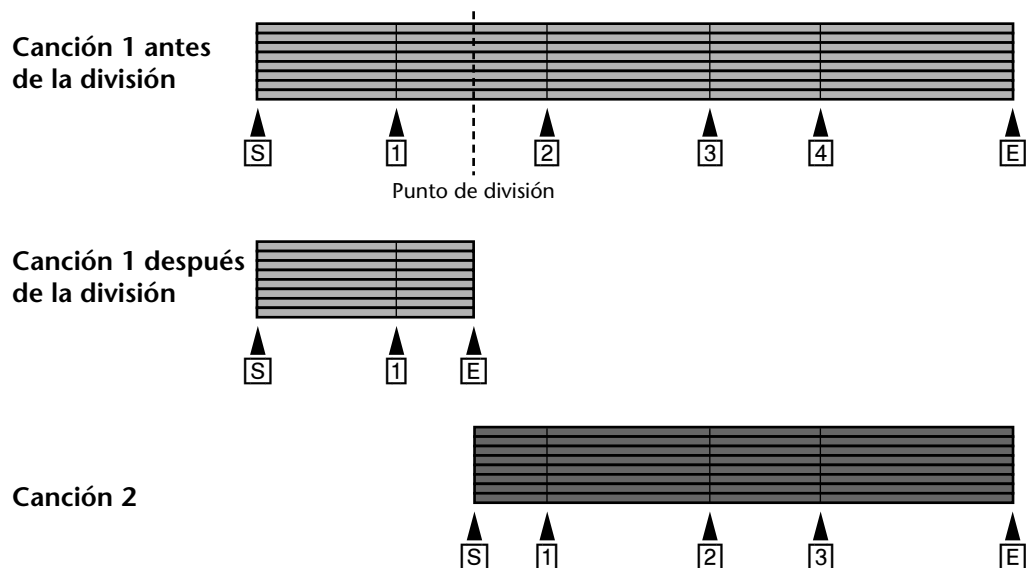 Canción 1 antes
de la división
S 1 2 3 4 E
Punto de división
Canción 1 después
de la división
S 1 E
Canción 2
S 1 2 3 E